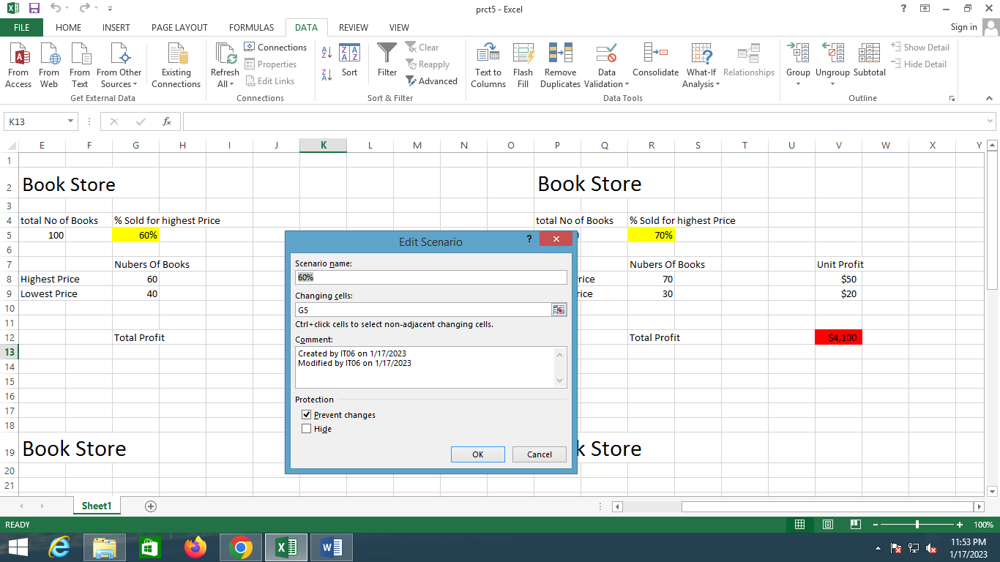 prct5 - Excel
FILE HOME INSERT PAGE LAYOUT FORMULAS DATA REVIEW VIEW Sign in
From Access
From Web
From Text
From Other Sources
Existing Connections
Get External Data
Refresh All
Connections
Properties
Edit Links
Connections
Sort
Filter
Clear
Reapply
Advanced
Sort & Filter
Text to Columns
Flash Fill
Remove Duplicates
Data Validation
Consolidate
What-If Analysis
Relationships
Data Tools
Group
Ungroup
Subtotal
Show Detail
Hide Detail
Outline
K13
fx
E F G H I J K L M N O P Q R S T U V W X Y
1
2 Book Store Book Store
3
4 total No of Books % Sold for highest Price total No of Books % Sold for highest Price
5 100 60% 70%
6
7 Nubers Of Books Nubers Of Books Unit Profit
8 Highest Price 60 rice 70 $50
9 Lowest Price 40 rice 30 $20
10
11
12 Total Profit Total Profit $4,100
13
14
15
16
17
18
19 Book Store k Store
20
21
Edit Scenario ?
Scenario name:
60%
Changing cells:
G5
Ctrl+click cells to select non-adjacent changing cells.
Comment:
Created by IT06 on 1/17/2023
Modified by IT06 on 1/17/2023
Protection
Prevent changes
Hide
OK Cancel
Sheet1
READY 100%
11:53 PM
1/17/2023